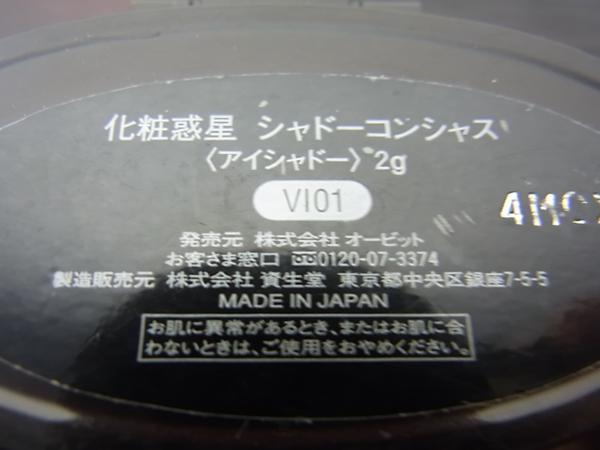 化粧惑星 シャドーコンシャス
〈アイシャドー〉2g
VI01
発売元 株式会社 オービット
お客さま窓口 0120-07-3374
製造販売元 株式会社 資生堂 東京都中央区銀座7-5-5
MADE IN JAPAN
お肌に異常があるとき、またはお肌に合
わないときは、ご使用をおやめください。